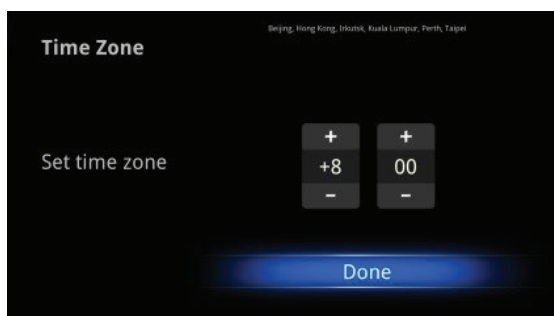 Beijing, Hong Kong, Irkutsk, Kuala Lumpur, Perth, Taipei
Time Zone
+ +
Set time zone +8 00
– –
Done